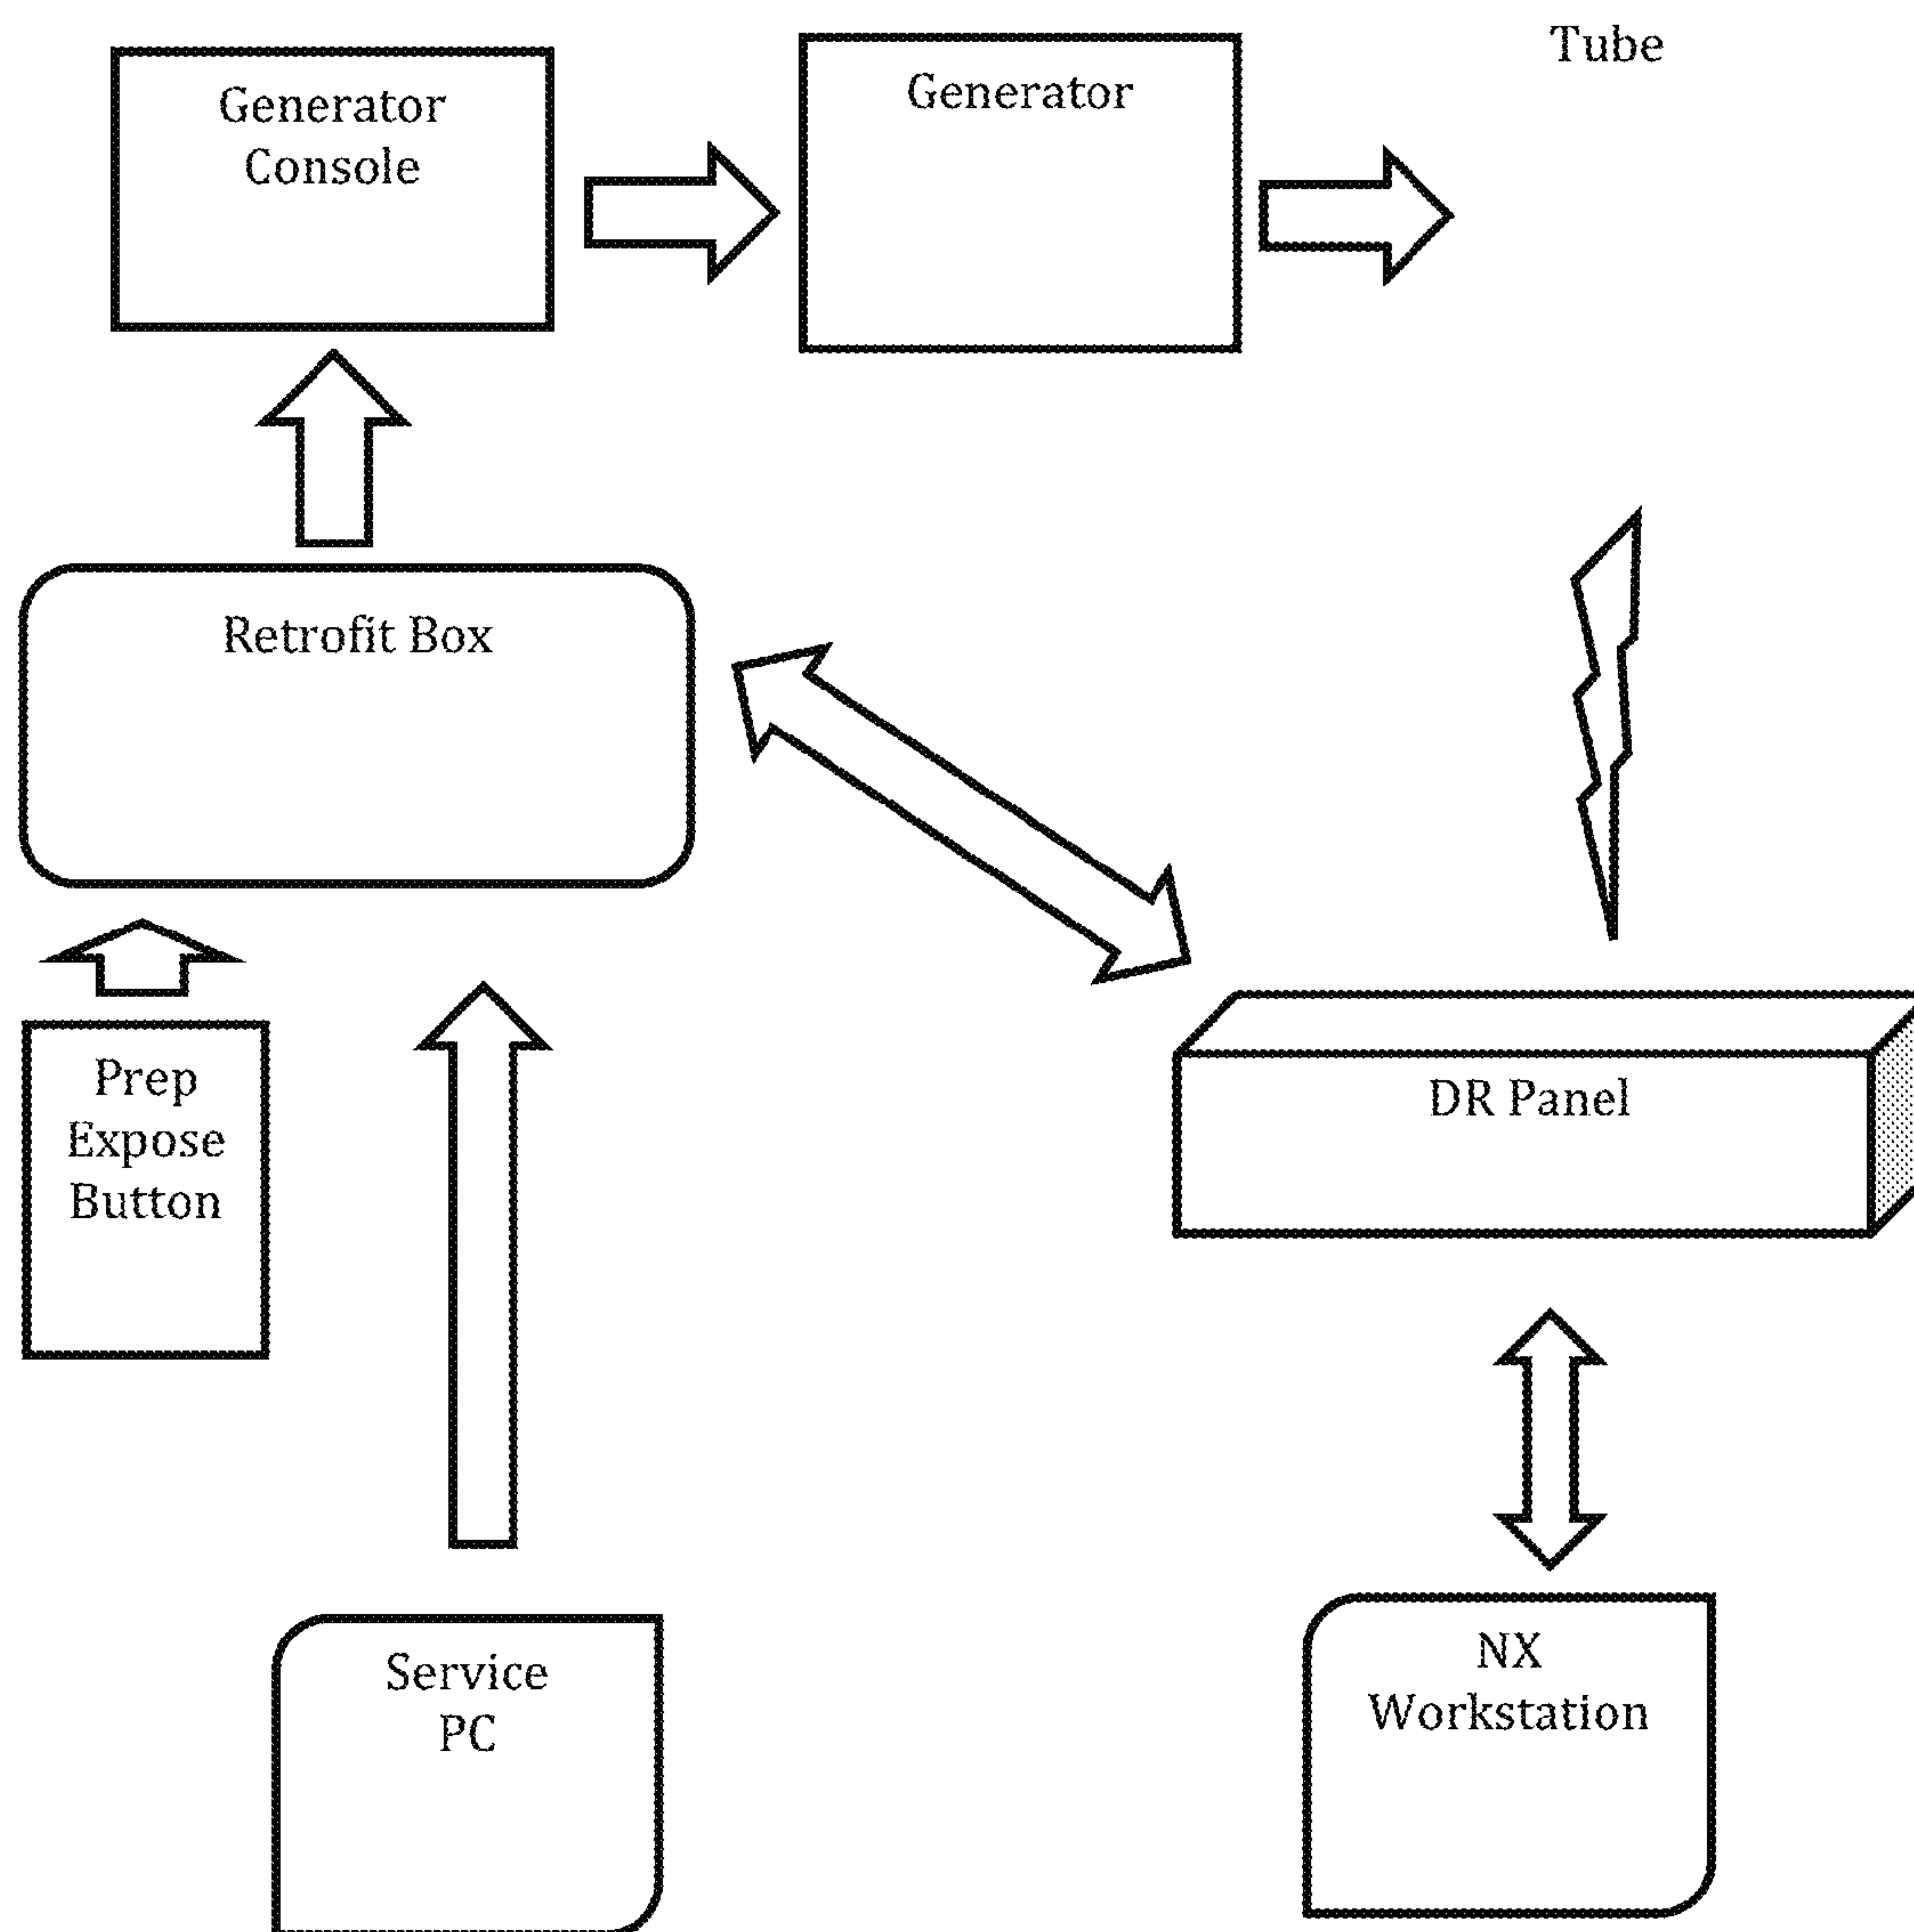 Generator
Console
Generator
Tube
Retrofit Box
Prep
Expose
Button
DR Panel
Service
PC
NX
Workstation